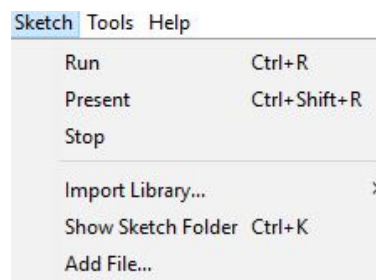 Sketch Tools Help
Run Ctrl+R
Present Ctrl+Shift+R
Stop
Import Library...
Show Sketch Folder Ctrl+K
Add File...